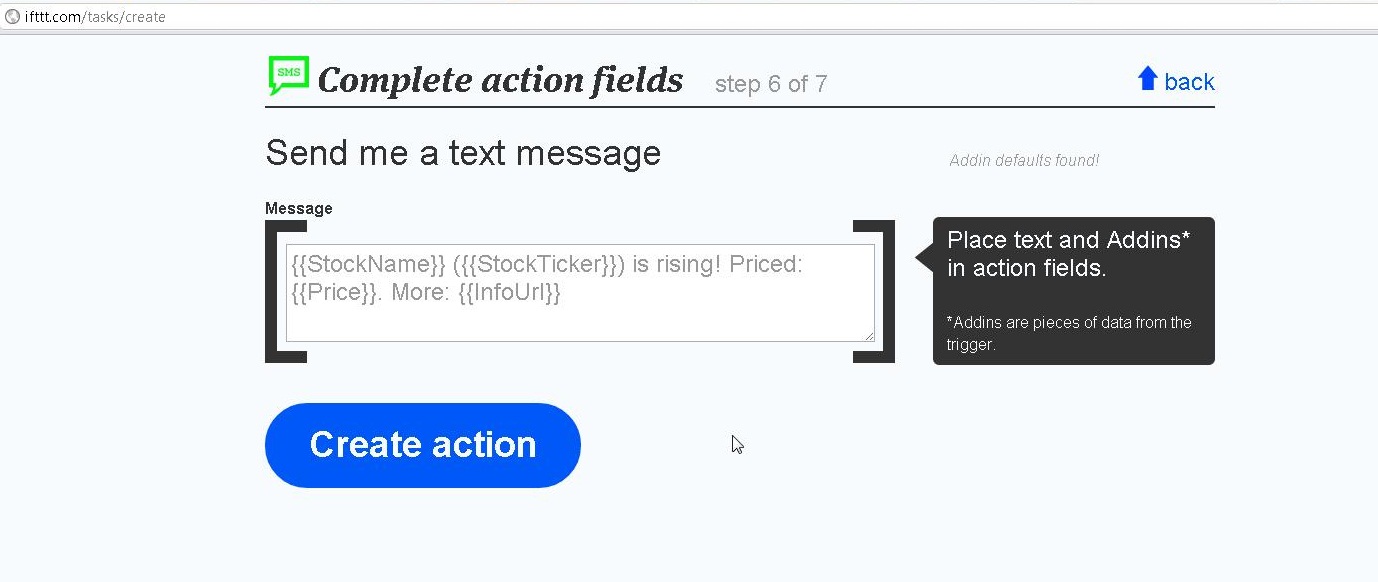 ifttt.com/tasks/create
SMS
Complete action fields step 6 of 7 back
Send me a text message
Addin defaults found!
Message
{{StockName}} ({{StockTicker}}) is rising! Priced:
{{Price}}. More: {{InfoUrl}}
Place text and Addins*
in action fields.
*Addins are pieces of data from the
trigger.
Create action